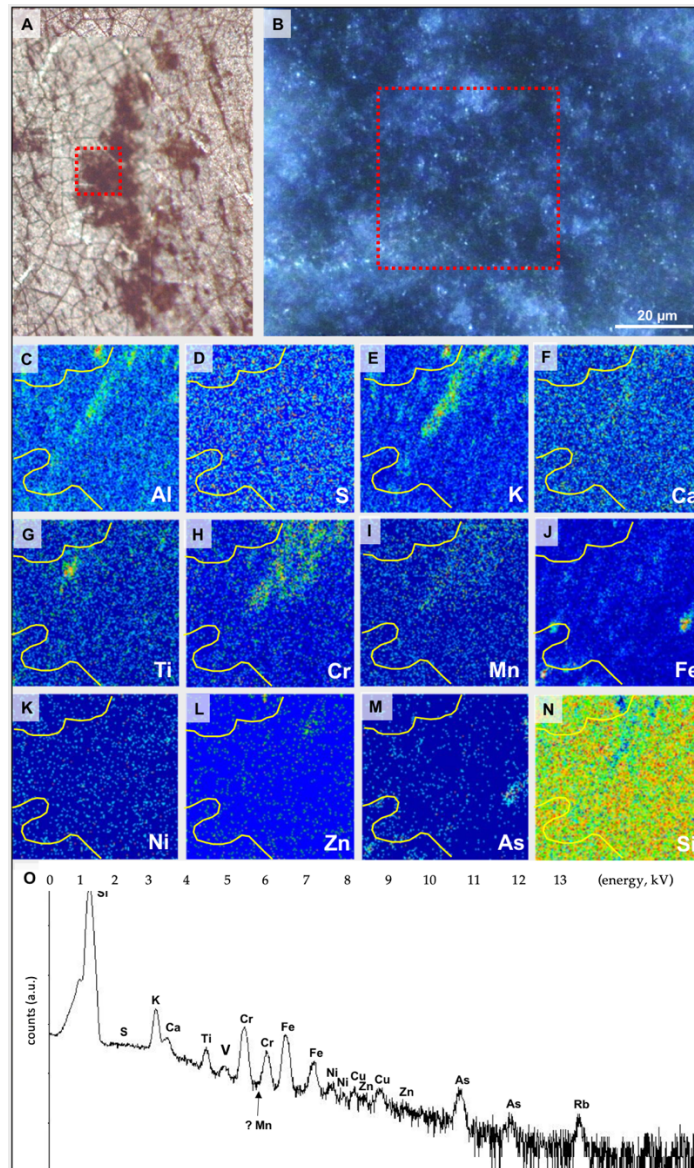 A
B
20 µm
C
Al
D
S
E
K
F
Ca
G
Ti
H
Cr
I
Mn
J
Fe
K
Ni
L
Zn
M
As
N
Si
O 0 1 2 3 4 5 6 7 8 9 10 11 12 13 (energy, kV)
counts (a.u.)
Si
S
K
Ca
Ti
V
Cr
Cr
? Mn
Fe
Fe
Ni
Ni
Cu
Zn
Cu
Zn
As
As
Rb